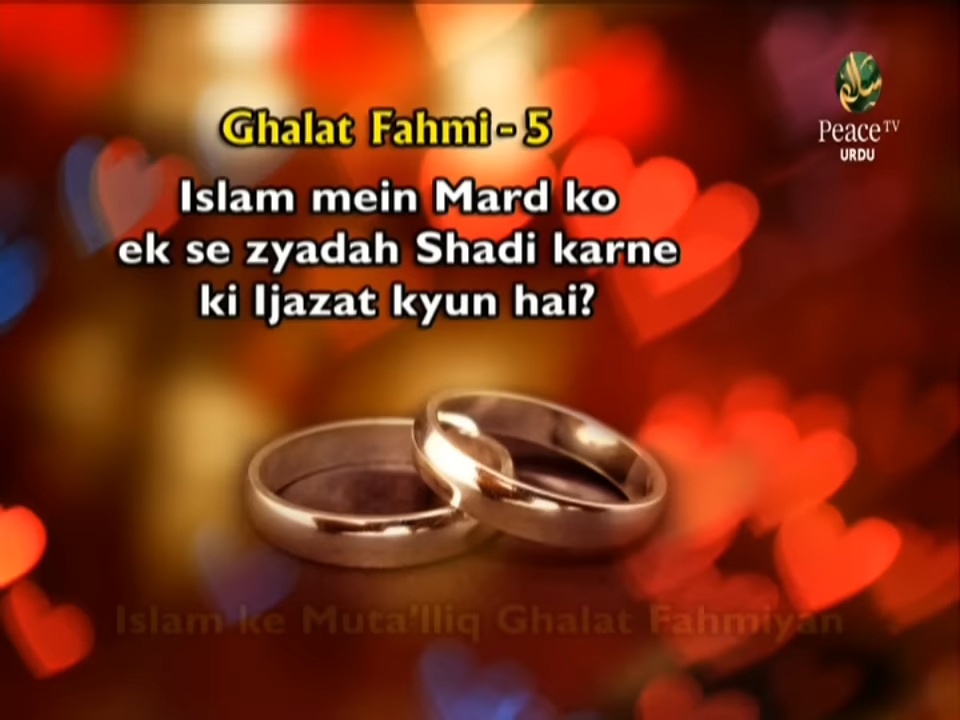 سلام
Peace TV
URDU
Ghalat Fahmi - 5
Islam mein Mard ko
ek se zyadah Shadi karne
ki Ijazat kyun hai?
Islam ke Muta'lliq Ghalat Fahmiyan